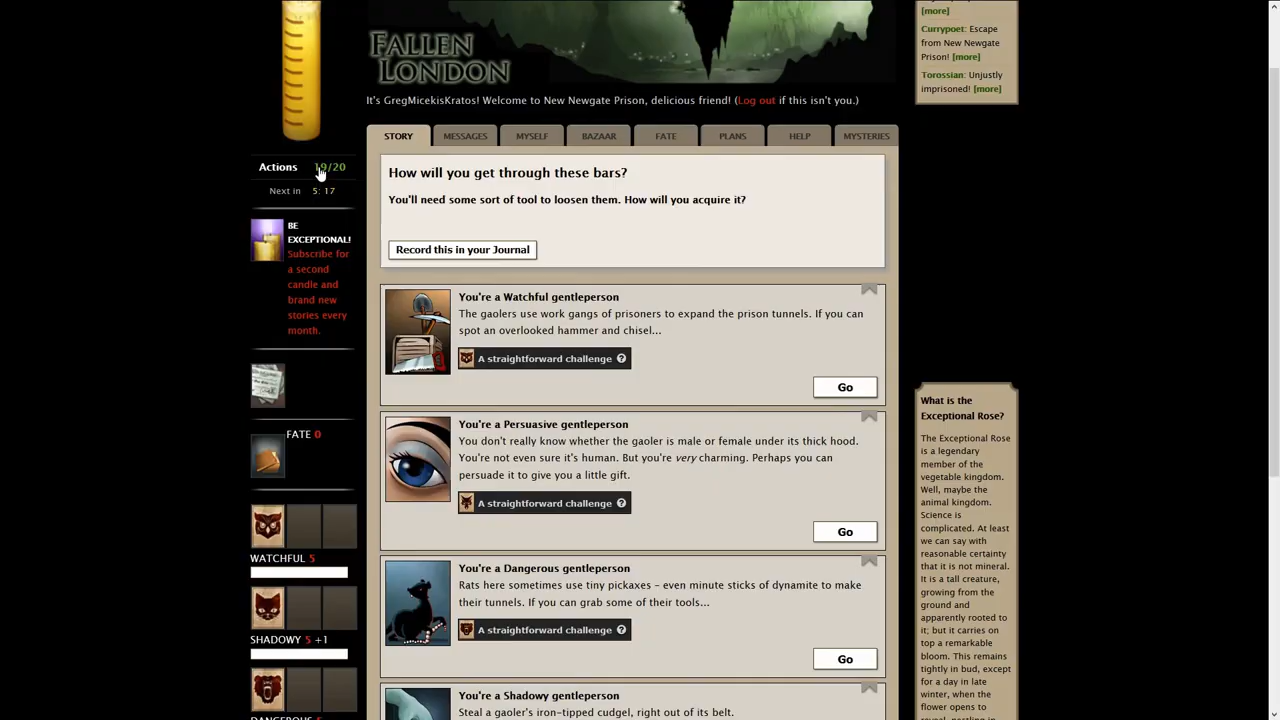 FALLEN
LONDON
It's GregMicekisKratos! Welcome to New Newgate Prison, delicious friend! (Log out if this isn't you.)
STORY MESSAGES MYSELF BAZAAR FATE PLANS HELP MYSTERIES
Actions 19/20
Next in 5: 17
BE
EXCEPTIONAL!
Subscribe for
a second
candle and
brand new
stories every
month.
FATE 0
WATCHFUL 5
SHADOWY 5 +1
How will you get through these bars?
You'll need some sort of tool to loosen them. How will you acquire it?
Record this in your Journal
You're a Watchful gentleperson
The gaolers use work gangs of prisoners to expand the prison tunnels. If you can
spot an overlooked hammer and chisel...
A straightforward challenge ?
Go
You're a Persuasive gentleperson
You don't really know whether the gaoler is male or female under its thick hood.
You're not even sure it's human. But you're very charming. Perhaps you can
persuade it to give you a little gift.
A straightforward challenge ?
Go
You're a Dangerous gentleperson
Rats here sometimes use tiny pickaxes – even minute sticks of dynamite to make
their tunnels. If you can grab some of their tools...
A straightforward challenge ?
Go
You're a Shadowy gentleperson
Steal a gaoler's iron-tipped cudgel, right out of its belt.
[more]
Currypoet: Escape
from New Newgate
Prison! [more]
Torossian: Unjustly
imprisoned! [more]
What is the
Exceptional Rose?
The Exceptional Rose
is a legendary
member of the
vegetable kingdom.
Well, maybe the
animal kingdom.
Science is
complicated. At least
we can say with
reasonable certainty
that it is not mineral.
It is a tall creature,
growing from the
ground and
apparently rooted to
it; but it carries on
top a remarkable
bloom. This remains
tightly in bud, except
for a day in late
winter, when the
flower opens to